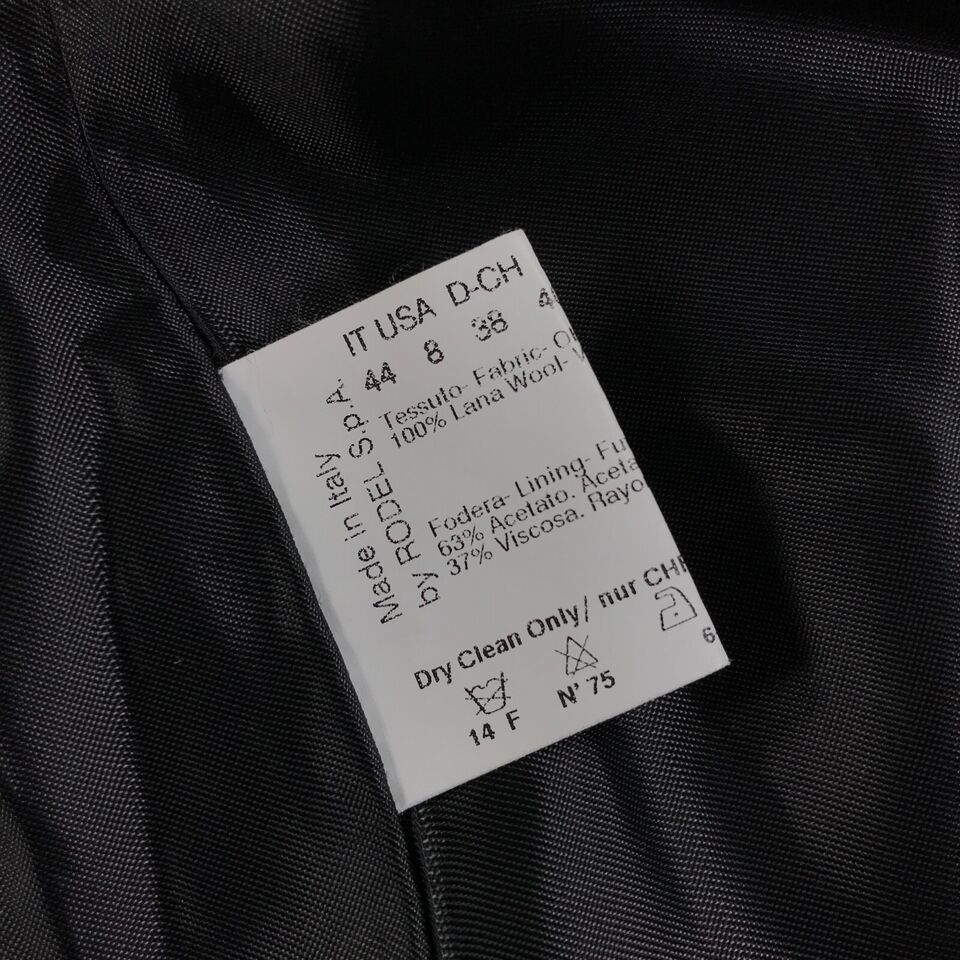 IT USA D-CH
44 8 38
Tessuto- Fabric-
100% Lana Wool-
Fodera- Lining-
63% Acetato.
37% Viscosa.
Dry Clean Only/ nur
14 F N' 75
Made in Italy
by RODEL S.p.A.